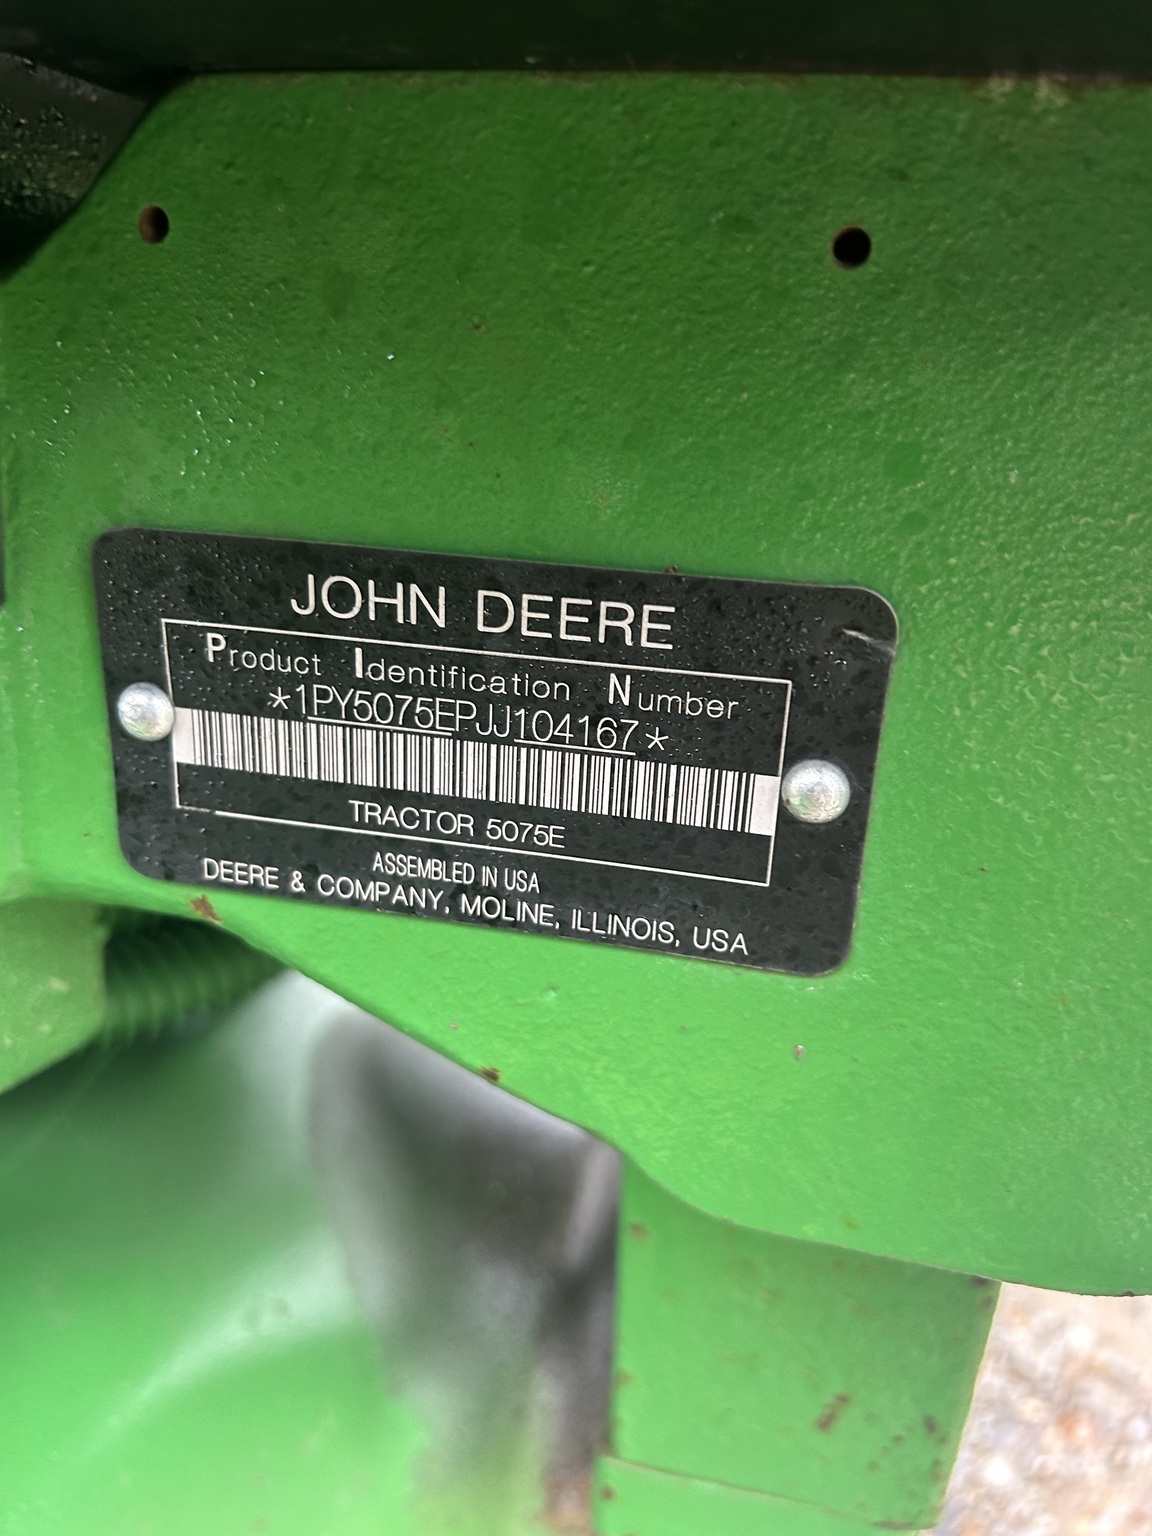 JOHN DEERE
Product Identification Number
*1PY5075EPJJ104167*
TRACTOR 5075E
ASSEMBLED IN USA
DEERE & COMPANY, MOLINE, ILLINOIS, USA